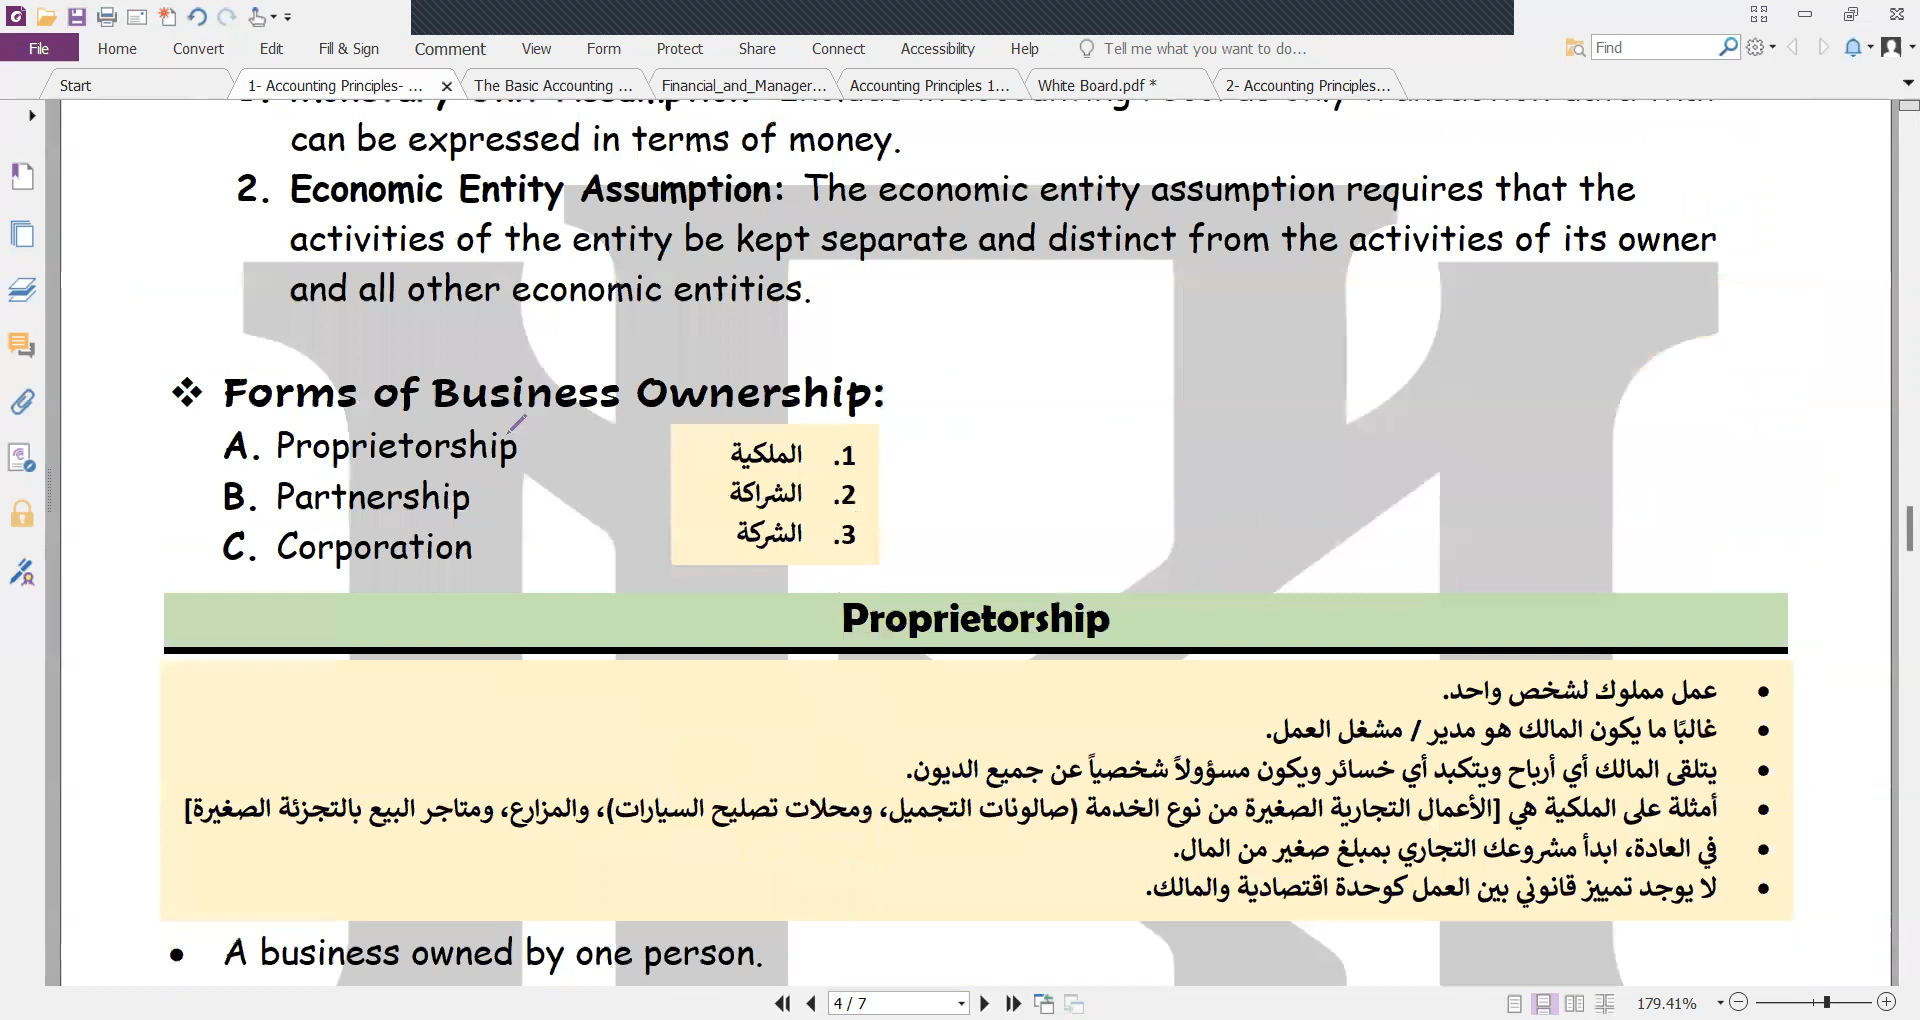 File Home Convert Edit Fill & Sign Comment View Form Protect Share Connect Accessibility Help Tell me what you want to do... Find
Start 1- Accounting Principles- ... The Basic Accounting ... Financial_and_Manager... Accounting Principles 1... White Board.pdf * 2- Accounting Principles...
can be expressed in terms of money.
2. Economic Entity Assumption: The economic entity assumption requires that the
activities of the entity be kept separate and distinct from the activities of its owner
and all other economic entities.
❖ Forms of Business Ownership:
A. Proprietorship
B. Partnership
C. Corporation
1. الملكية
2. الشراكة
3. الشركة
Proprietorship
• عمل مملوك لشخص واحد.
• غالبًا ما يكون المالك هو مدير / مشغل العمل.
• يتلقى المالك أي أرباح ويتكبد أي خسائر ويكون مسؤولاً شخصياً عن جميع الديون.
• أمثلة على الملكية هي [الأعمال التجارية الصغيرة من نوع الخدمة (صالونات التجميل، ومحلات تصليح السيارات)، والمزارع، ومتاجر البيع بالتجزئة الصغيرة]
• في العادة، ابدأ مشروعك التجاري بمبلغ صغير من المال.
• لا يوجد تمييز قانوني بين العمل كوحدة اقتصادية والمالك.
• A business owned by one person.
4 / 7
179.41%